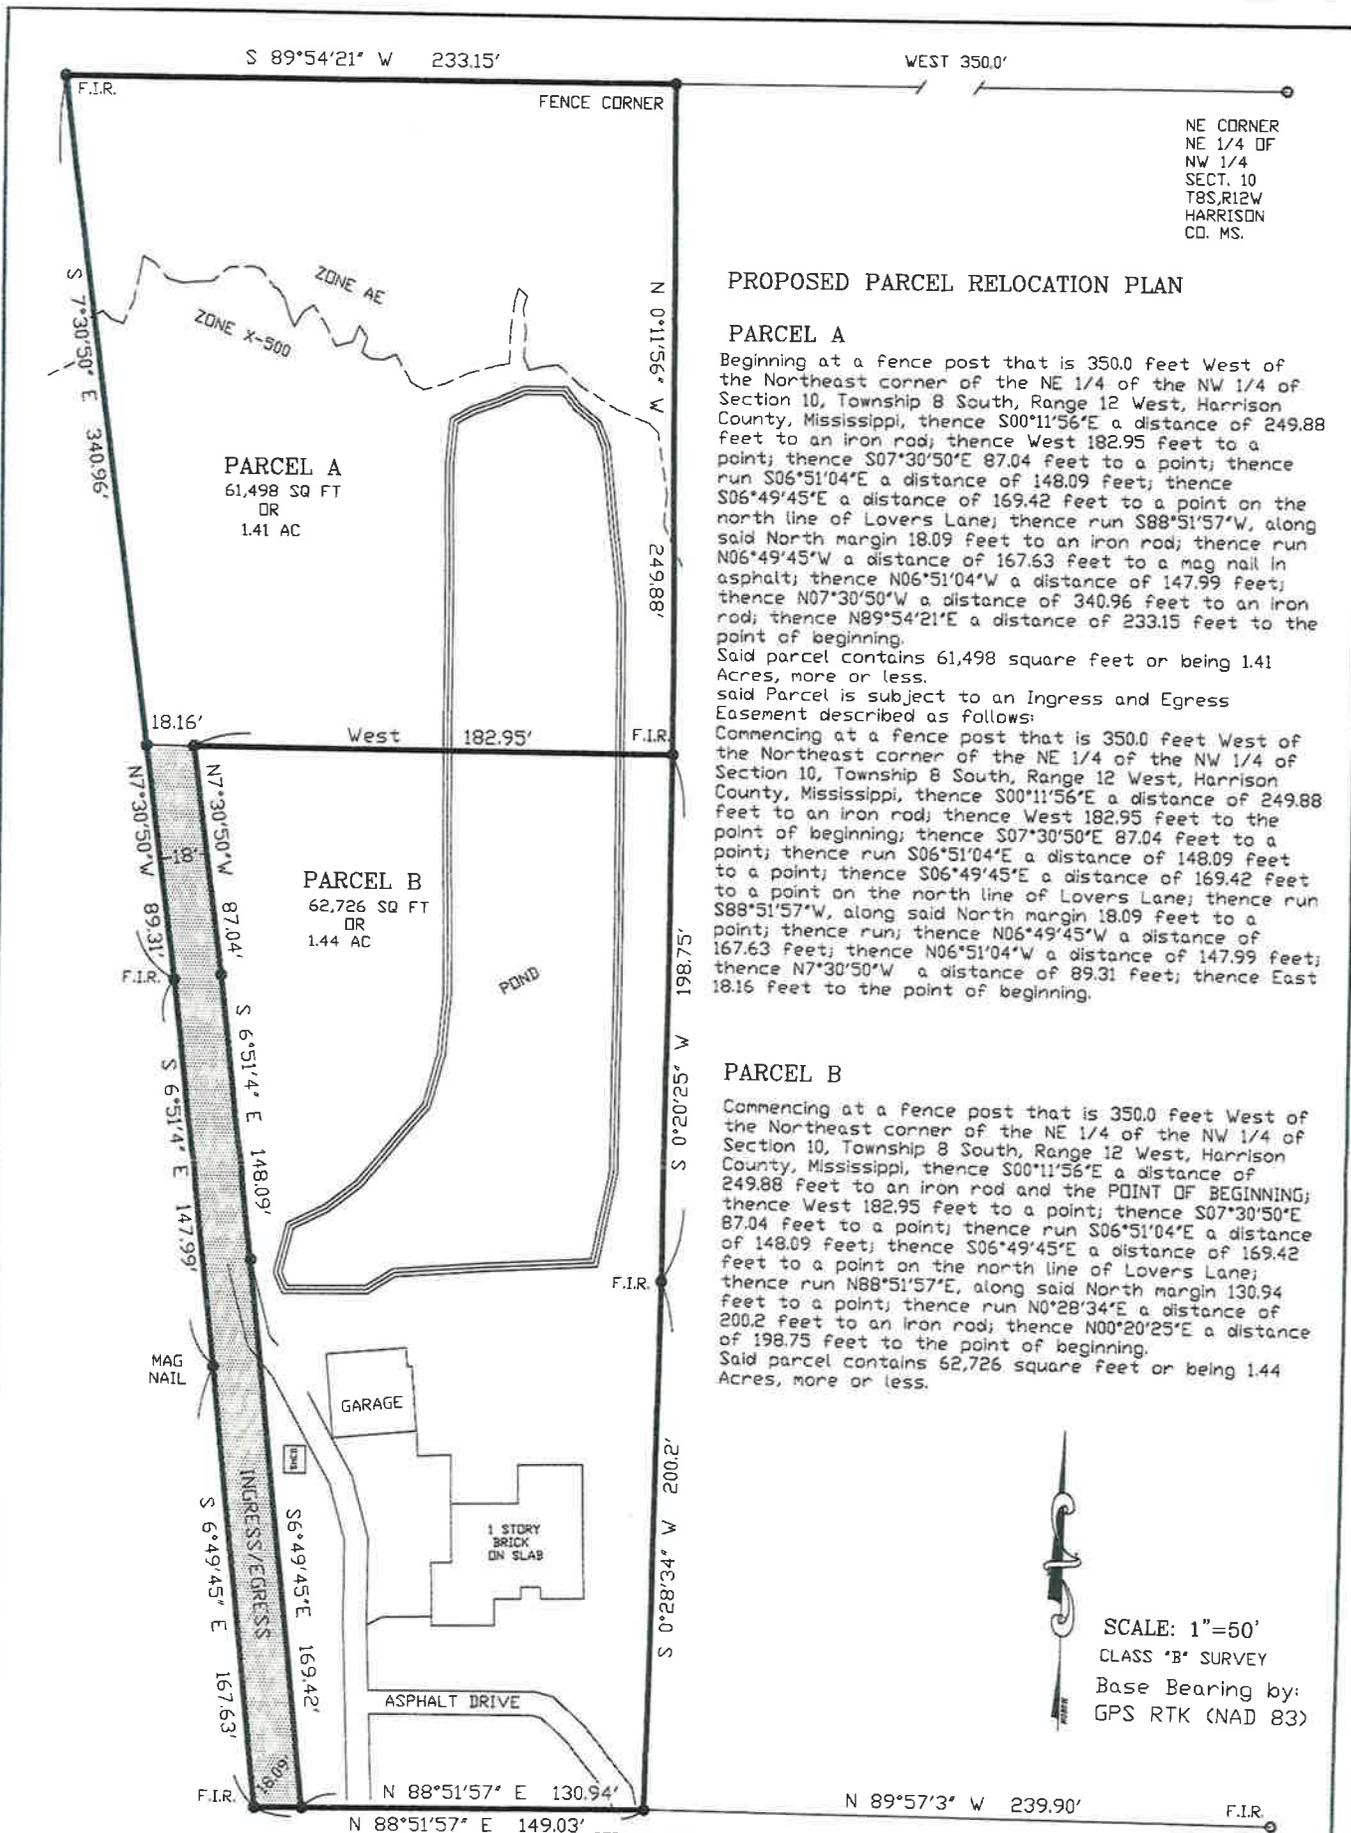 S 89°54'21" W 233.15'
WEST 350.0'
F.I.R.
FENCE CORNER
NE CORNER
NE 1/4 OF
NW 1/4
SECT. 10
T8S,R12W
HARRISON
CO. MS.
ZONE AE
ZONE X-500
S 7°30'50" E 340.96'
N 0°11'56" W 249.88'
PARCEL A
61,498 SQ FT
OR
1.41 AC
18.16'
West 182.95'
F.I.R.
N7°30'50"W 89.31'
N7°30'50"W 87.04'
18'
PARCEL B
62,726 SQ FT
OR
1.44 AC
POND
F.I.R.
S 0°20'25" W 198.75'
S 6°51'4" E 148.09'
S 6°51'4" E 147.99'
F.I.R.
MAG
NAIL
GARAGE
SHED
1 STORY
BRICK
ON SLAB
INGRESS/EGRESS
S 6°49'45" E 167.63'
S6°49'45"E 169.42'
S 0°28'34" W 200.2'
ASPHALT DRIVE
18.09'
F.I.R.
N 88°51'57" E 130.94'
N 88°51'57" E 149.03'
N 89°57'3" W 239.90'
F.I.R.
PROPOSED PARCEL RELOCATION PLAN
PARCEL A
Beginning at a fence post that is 350.0 feet West of
the Northeast corner of the NE 1/4 of the NW 1/4 of
Section 10, Township 8 South, Range 12 West, Harrison
County, Mississippi, thence S00°11'56"E a distance of 249.88
feet to an iron rod; thence West 182.95 feet to a
point; thence S07°30'50"E 87.04 feet to a point; thence
run S06°51'04"E a distance of 148.09 feet; thence
S06°49'45"E a distance of 169.42 feet to a point on the
north line of Lovers Lane; thence run S88°51'57"W, along
said North margin 18.09 feet to an iron rod; thence run
N06°49'45"W a distance of 167.63 feet to a mag nail in
asphalt; thence N06°51'04"W a distance of 147.99 feet;
thence N07°30'50"W a distance of 340.96 feet to an iron
rod; thence N89°54'21"E a distance of 233.15 feet to the
point of beginning.
Said parcel contains 61,498 square feet or being 1.41
Acres, more or less.
said Parcel is subject to an Ingress and Egress
Easement described as follows:
Commencing at a fence post that is 350.0 feet West of
the Northeast corner of the NE 1/4 of the NW 1/4 of
Section 10, Township 8 South, Range 12 West, Harrison
County, Mississippi, thence S00°11'56"E a distance of 249.88
feet to an iron rod; thence West 182.95 feet to the
point of beginning; thence S07°30'50"E 87.04 feet to a
point; thence run S06°51'04"E a distance of 148.09 feet
to a point; thence S06°49'45"E a distance of 169.42 feet
to a point on the north line of Lovers Lane; thence run
S88°51'57"W, along said North margin 18.09 feet to a
point; thence run; thence N06°49'45"W a distance of
167.63 feet; thence N06°51'04"W a distance of 147.99 feet;
thence N7°30'50"W a distance of 89.31 feet; thence East
18.16 feet to the point of beginning.
PARCEL B
Commencing at a fence post that is 350.0 feet West of
the Northeast corner of the NE 1/4 of the NW 1/4 of
Section 10, Township 8 South, Range 12 West, Harrison
County, Mississippi, thence S00°11'56"E a distance of
249.88 feet to an iron rod and the POINT OF BEGINNING;
thence West 182.95 feet to a point; thence S07°30'50"E
87.04 feet to a point; thence run S06°51'04"E a distance
of 148.09 feet; thence S06°49'45"E a distance of 169.42
feet to a point on the north line of Lovers Lane;
thence run N88°51'57"E, along said North margin 130.94
feet to a point; thence run N0°28'34"E a distance of
200.2 feet to an iron rod; thence N00°20'25"E a distance
of 198.75 feet to the point of beginning.
Said parcel contains 62,726 square feet or being 1.44
Acres, more or less.
SCALE: 1"=50'
CLASS "B" SURVEY
Base Bearing by:
GPS RTK (NAD 83)